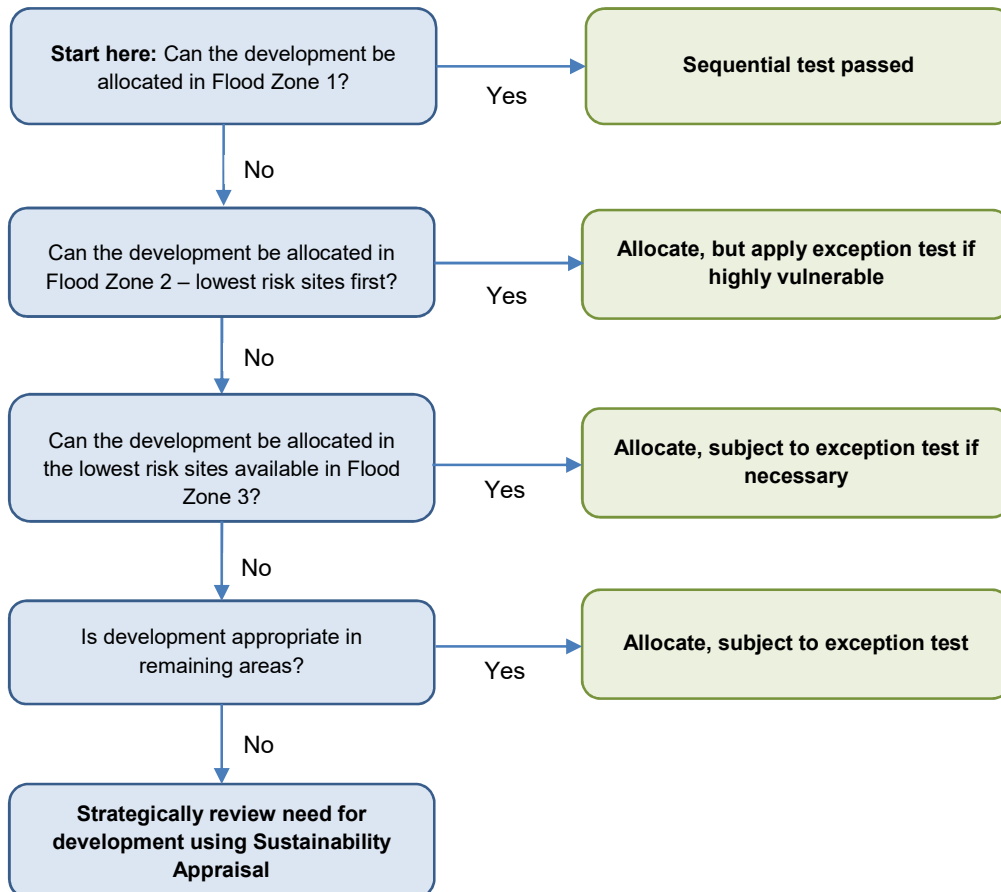 Start here: Can the development be
allocated in Flood Zone 1?
Yes
Sequential test passed
No
Can the development be allocated in
Flood Zone 2 – lowest risk sites first?
Yes
Allocate, but apply exception test if
highly vulnerable
No
Can the development be allocated in
the lowest risk sites available in Flood
Zone 3?
Yes
Allocate, subject to exception test if
necessary
No
Is development appropriate in
remaining areas?
Yes
Allocate, subject to exception test
No
Strategically review need for
development using Sustainability
Appraisal